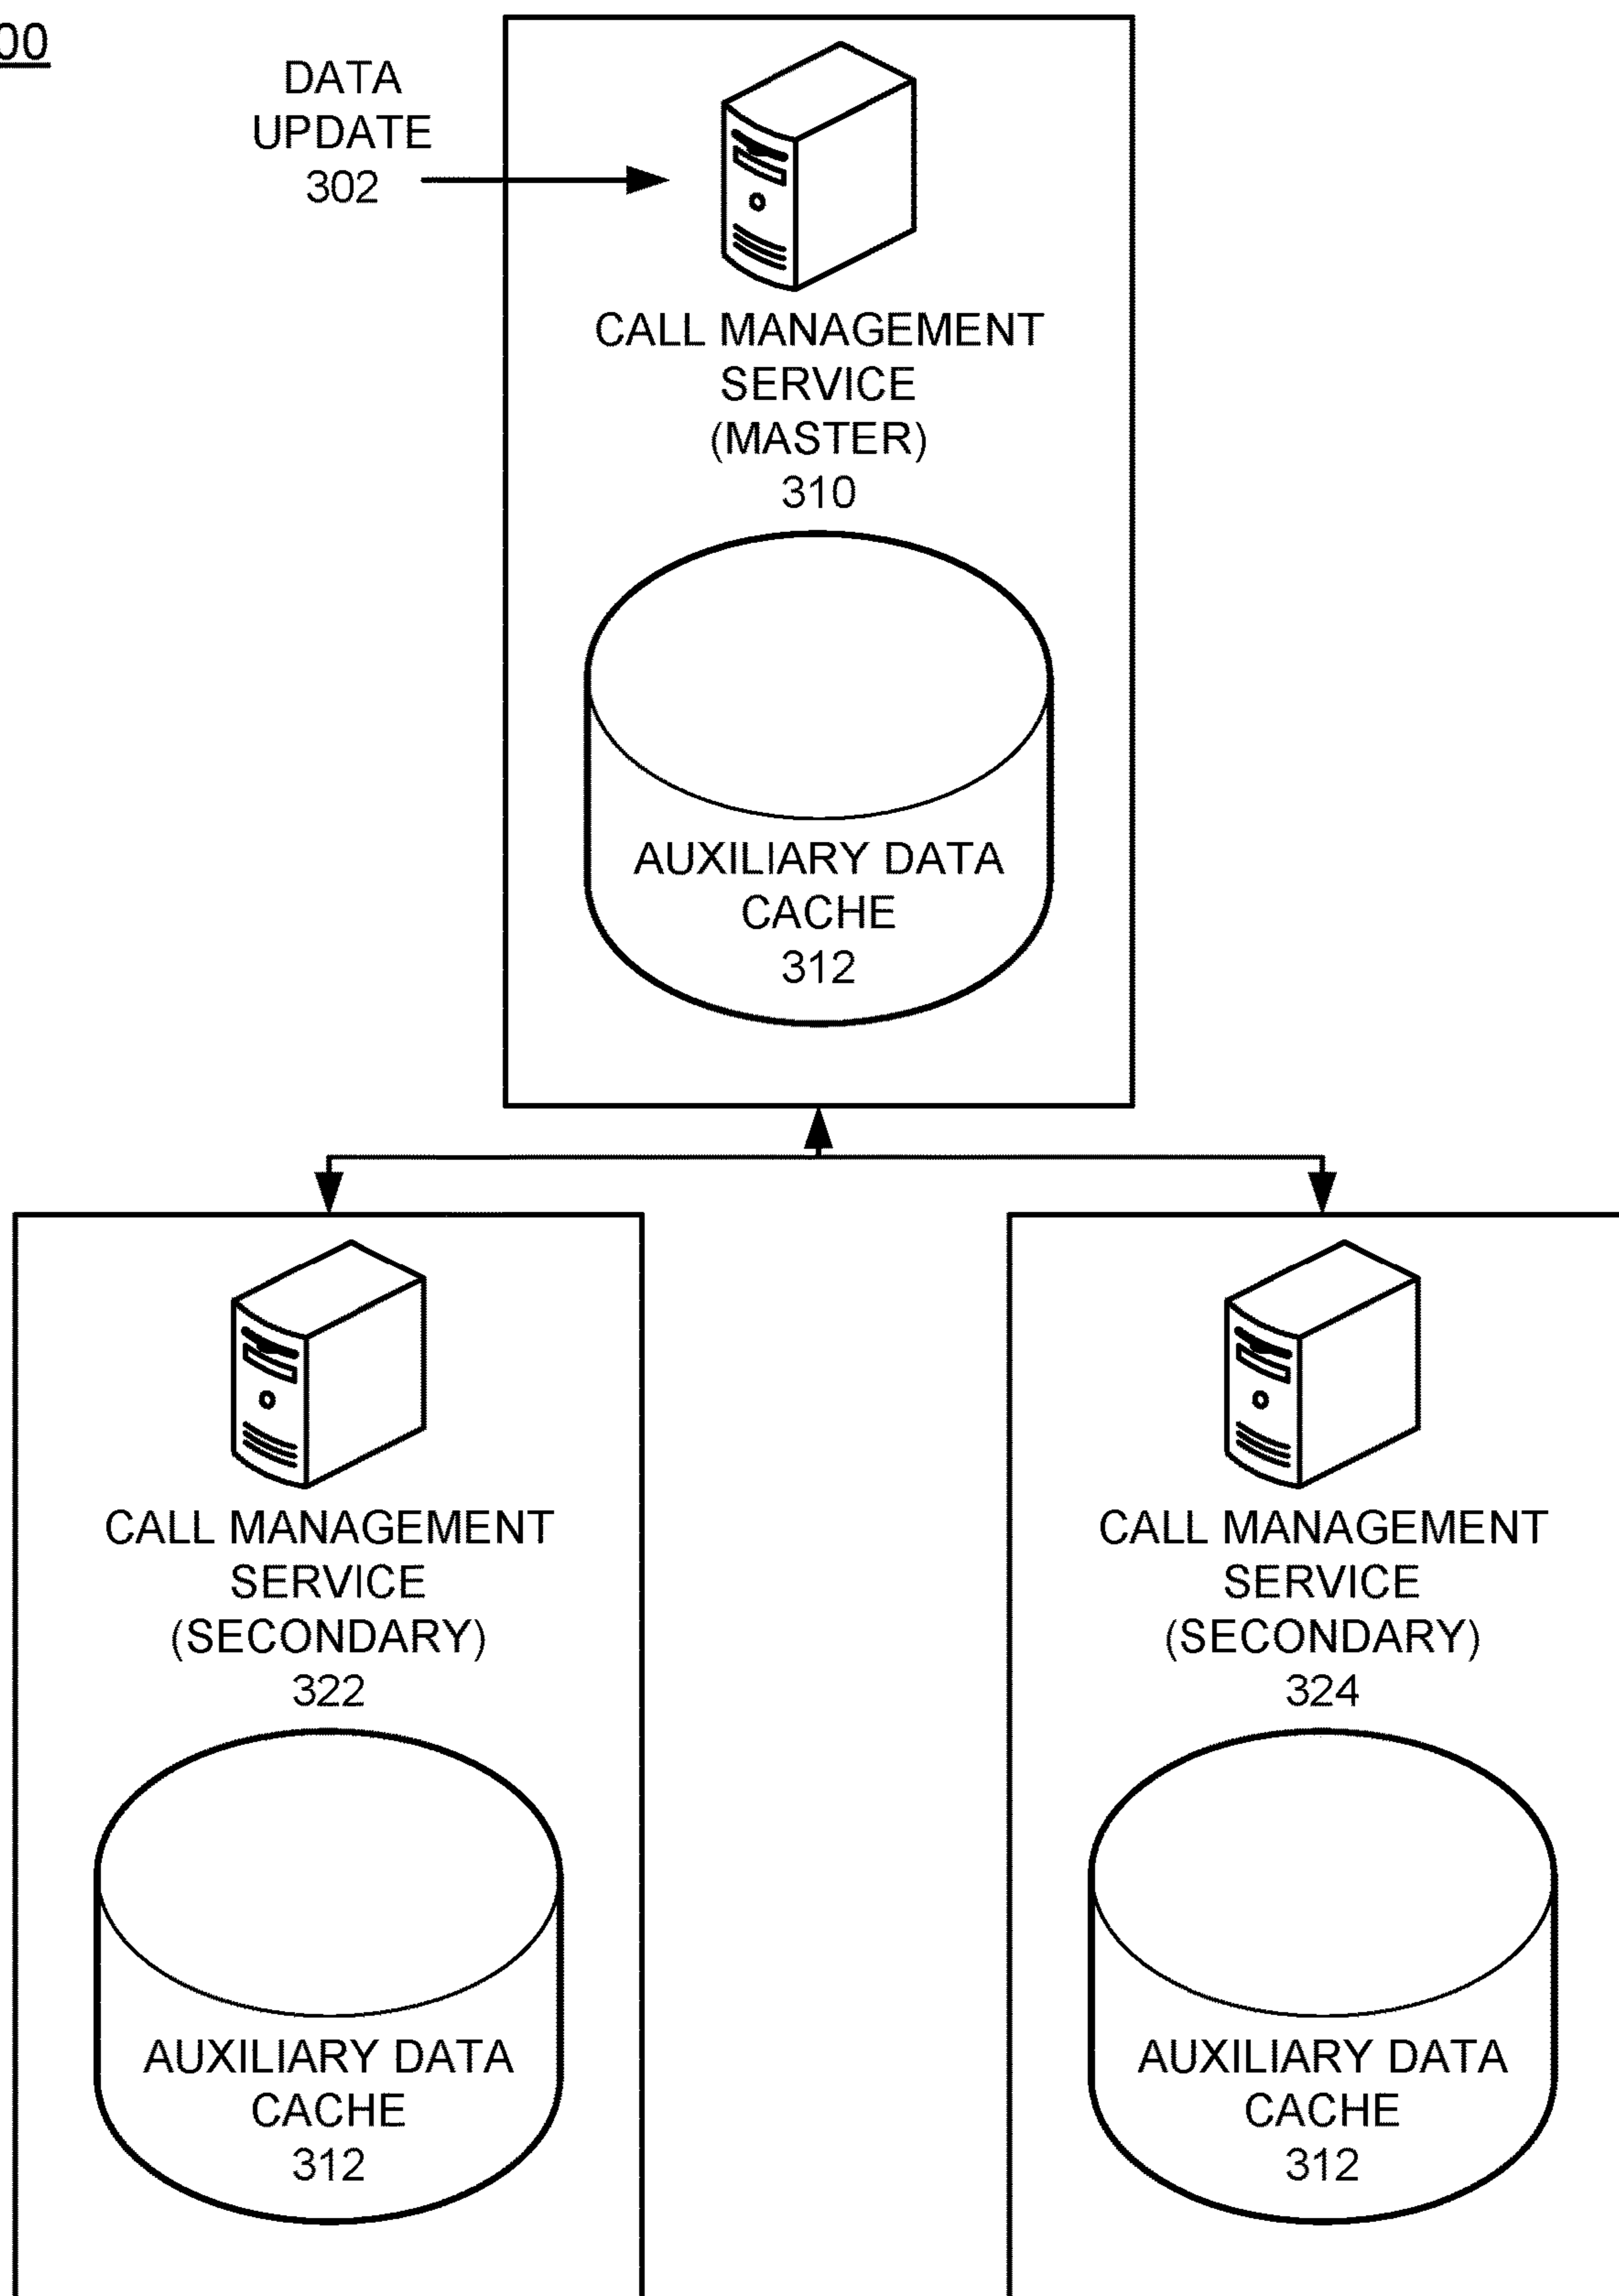 00
DATA
UPDATE
302
CALL MANAGEMENT
SERVICE
(MASTER)
310
AUXILIARY DATA
CACHE
312
CALL MANAGEMENT
SERVICE
(SECONDARY)
322
AUXILIARY DATA
CACHE
312
CALL MANAGEMENT
SERVICE
(SECONDARY)
324
AUXILIARY DATA
CACHE
312